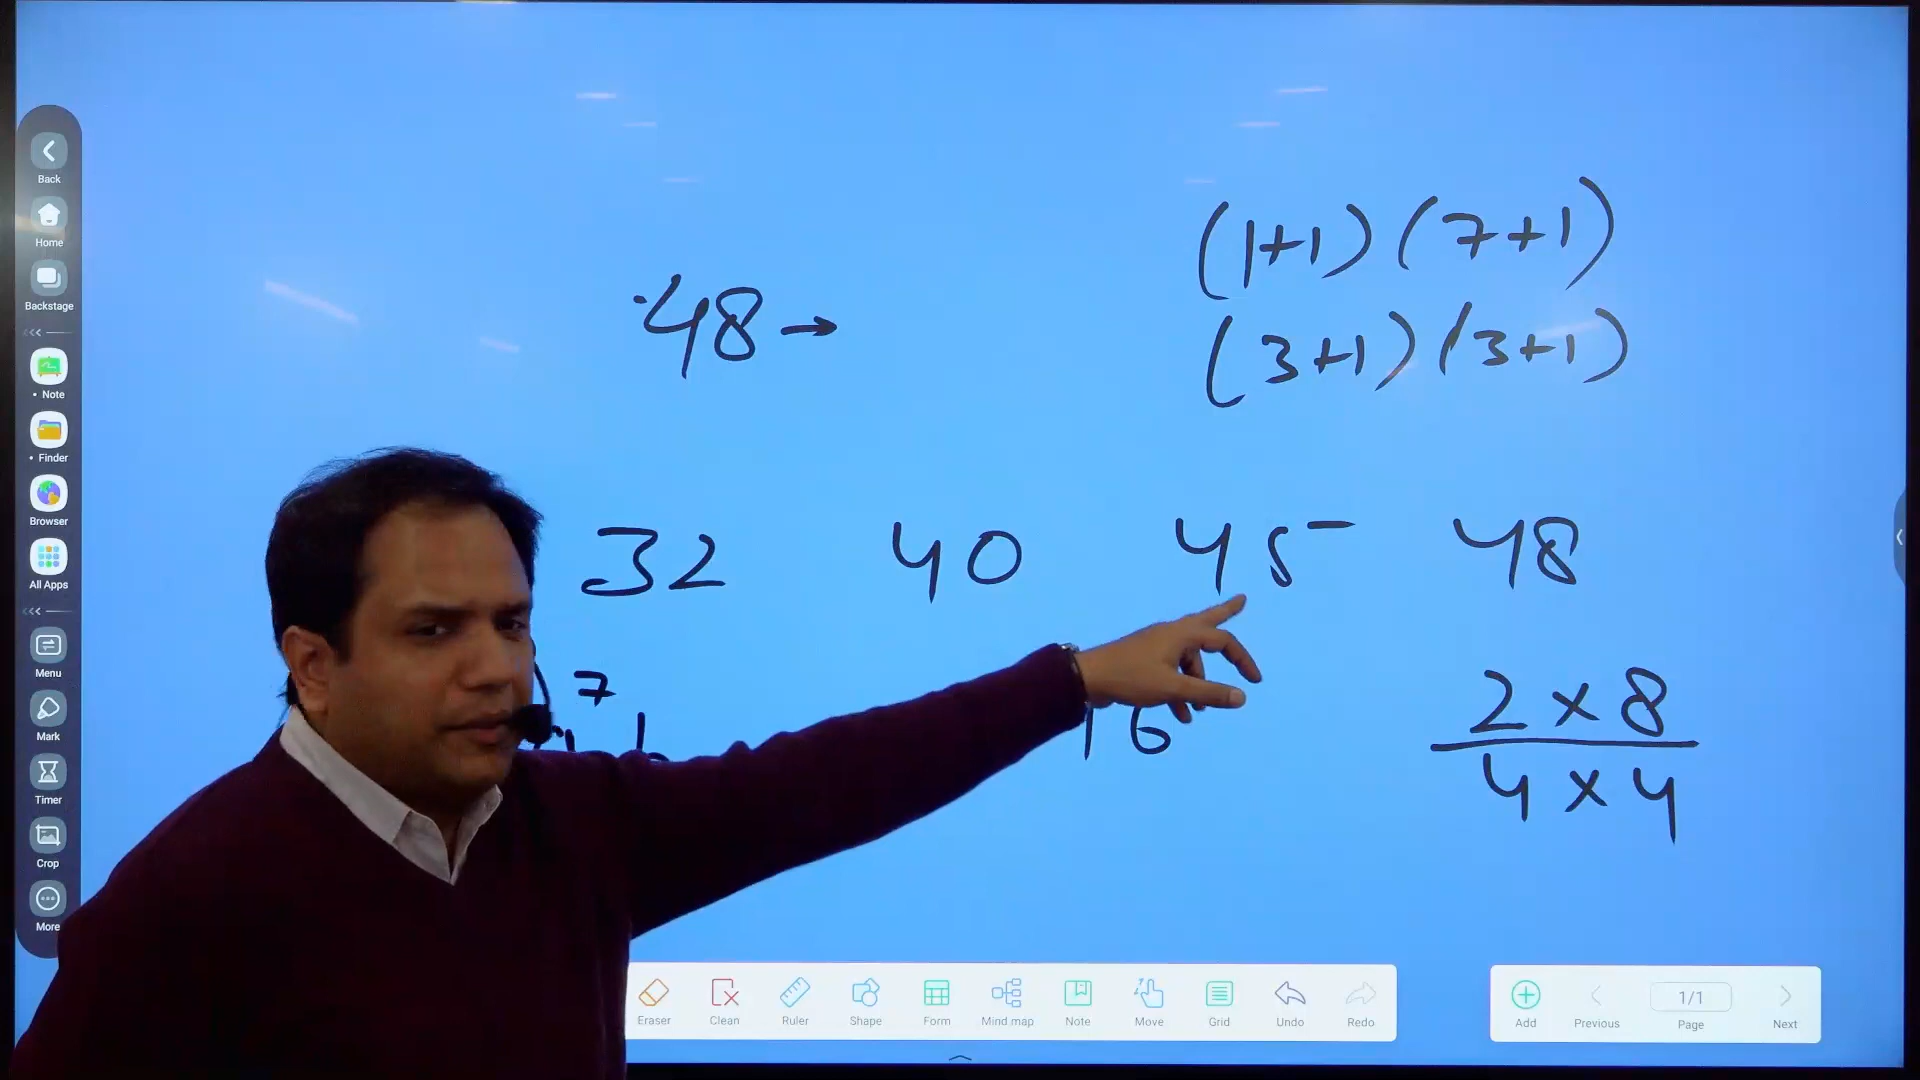 Back
Home
Backstage
Note
Finder
Browser
All Apps
Menu
Mark
Timer
Crop
More
(1+1) (7+1)
48 →
(3+1) (3+1)
32 40 45 48
7
16
2 × 8
4 × 4
Eraser Clean Ruler Shape Form Mind map Note Move Grid Undo Redo
Add Previous 1/1 Page Next